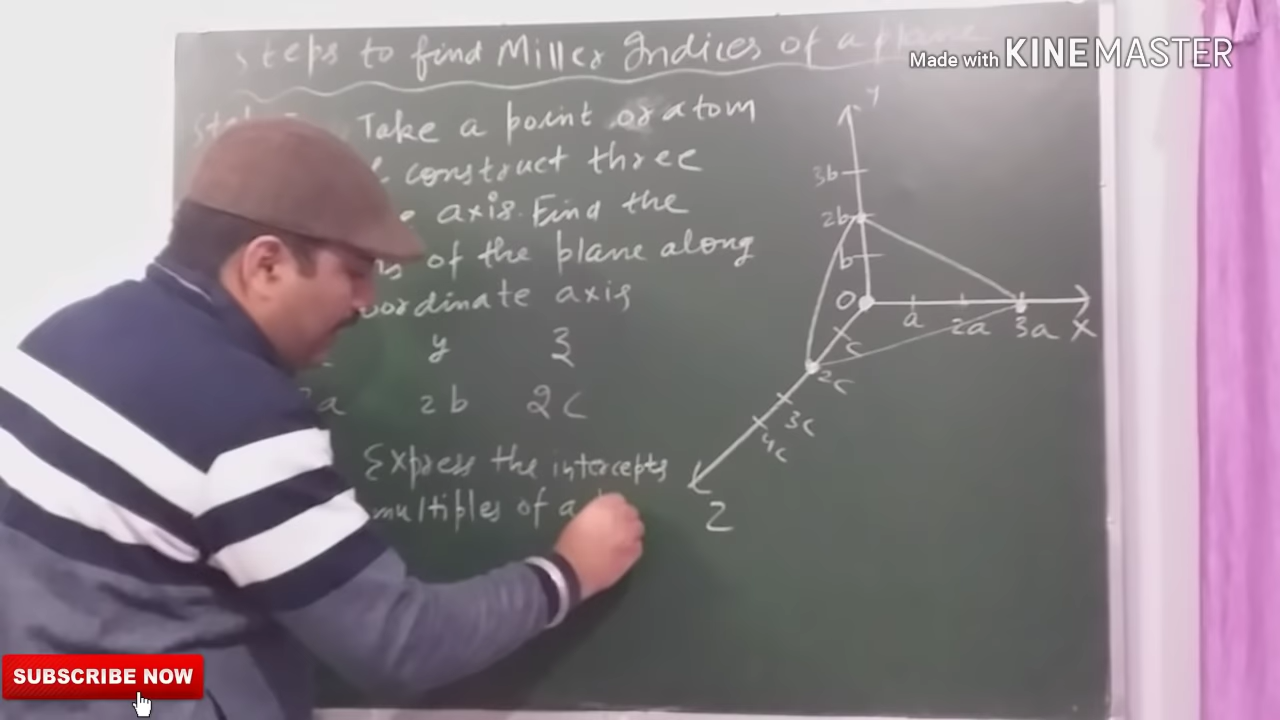 Steps to find Miller Indices of a plane
Made with KINEMASTER
Take a point or atom
construct three
axis. Find the
of the plane along
axis
y z
2b 2c
Express the intercepts
multiples of a
Y
3b
2b
b
O
a 2a 3a X
c
2c
3c
4c
Z
SUBSCRIBE NOW